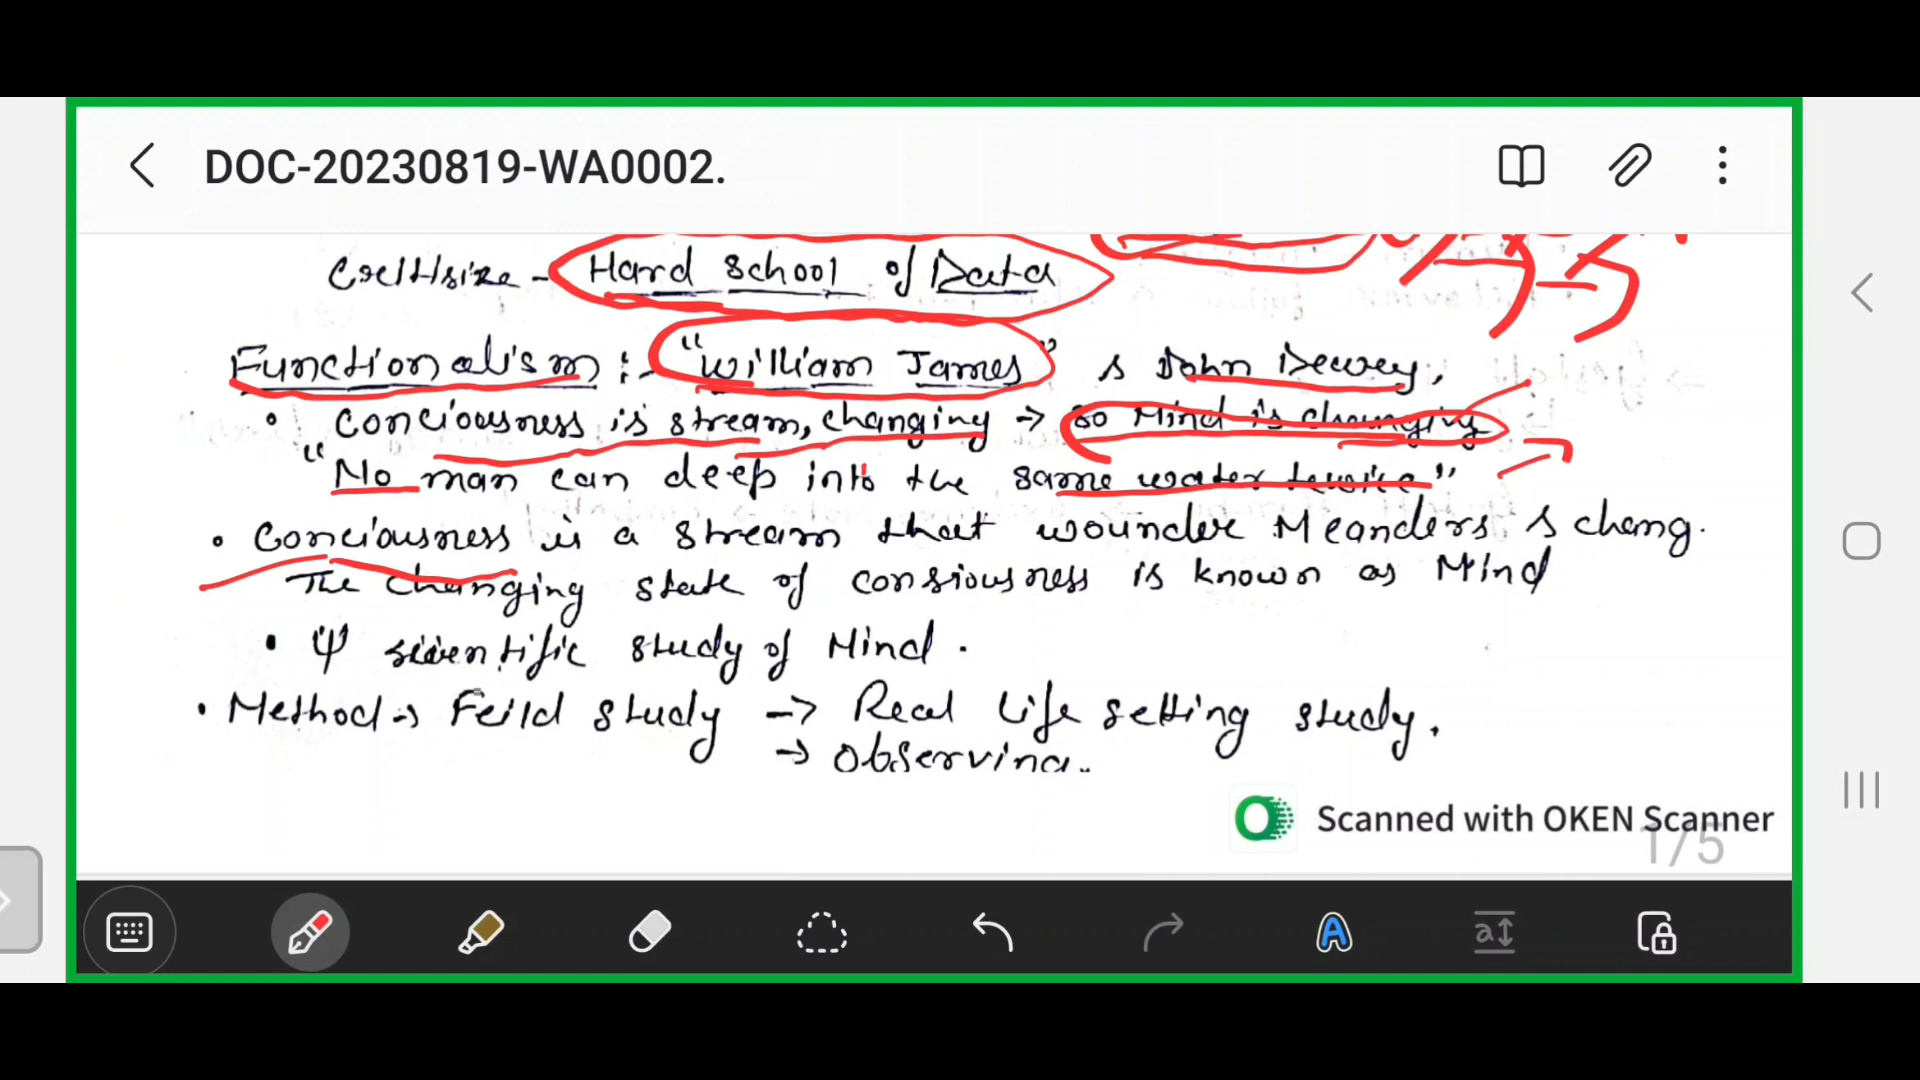 DOC-20230819-WA0002.
Hard School of Data
Functionalism :- "William James" & John Dewey,
• Conciousness is stream, changing → so Mind is changing
"No man can deep into the same water twice"
• Conciousness is a stream that wounder Meanders & chang.
The changing state of consiousness is known as Mind
• Ψ scientific study of Mind.
• Method → Feild study → Real life setting study.
→ Observing.
Scanned with OKEN Scanner
1/5